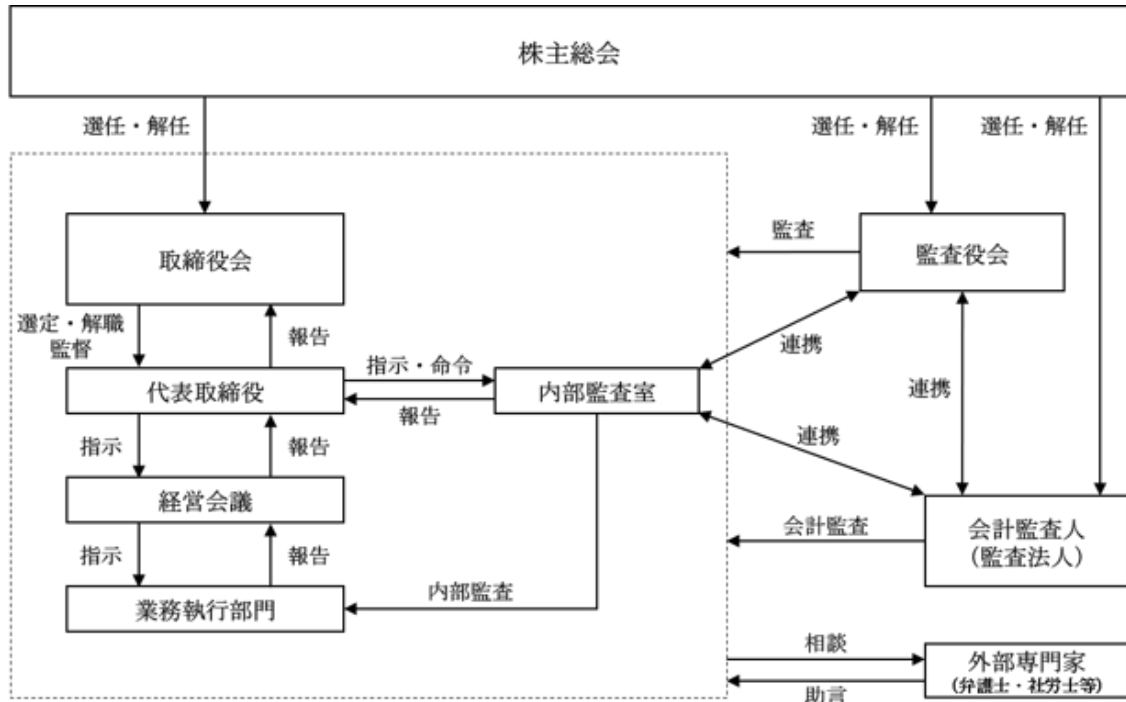 株主総会
選任・解任
選任・解任
選任・解任
取締役会
監査
監査役会
選定・解職
監督
報告
連携
指示・命令
代表取締役
内部監査室
報告
連携
連携
指示
報告
経営会議
会計監査
会計監査人
(監査法人)
指示
報告
内部監査
業務執行部門
相談
外部専門家
(弁護士・社労士等)
助言